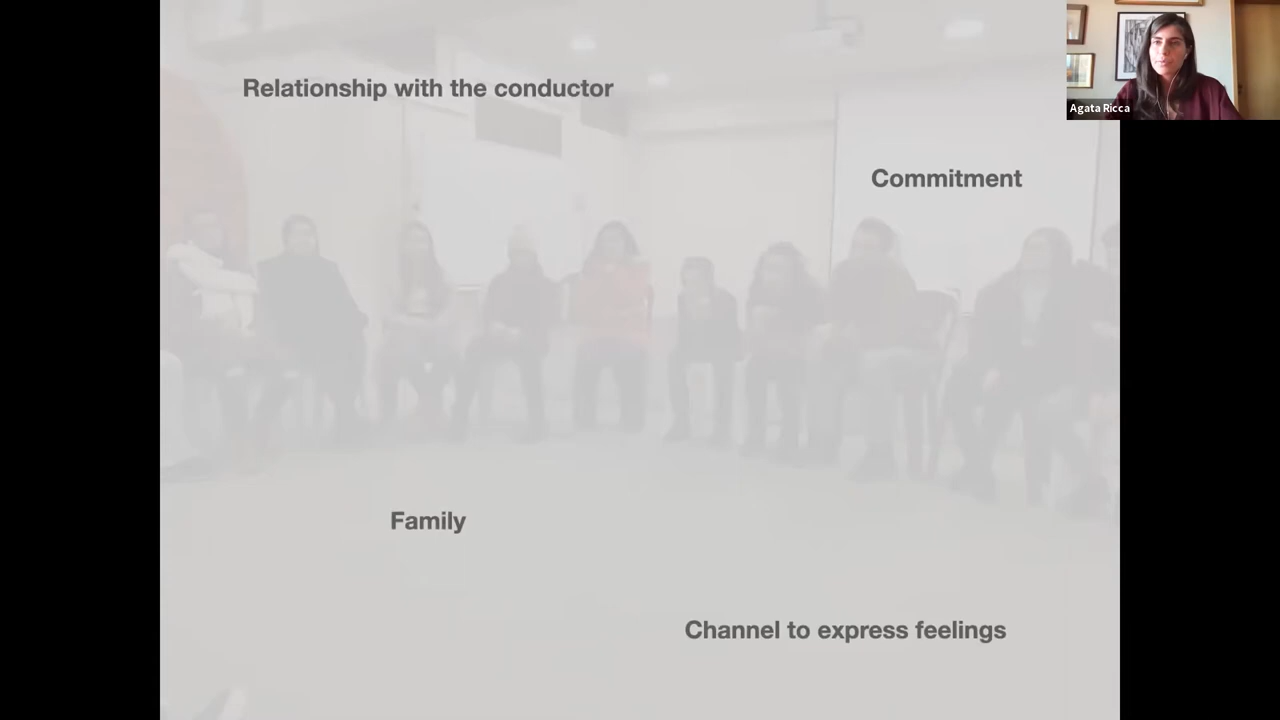 Relationship with the conductor
Agata Ricca
Commitment
Family
Channel to express feelings